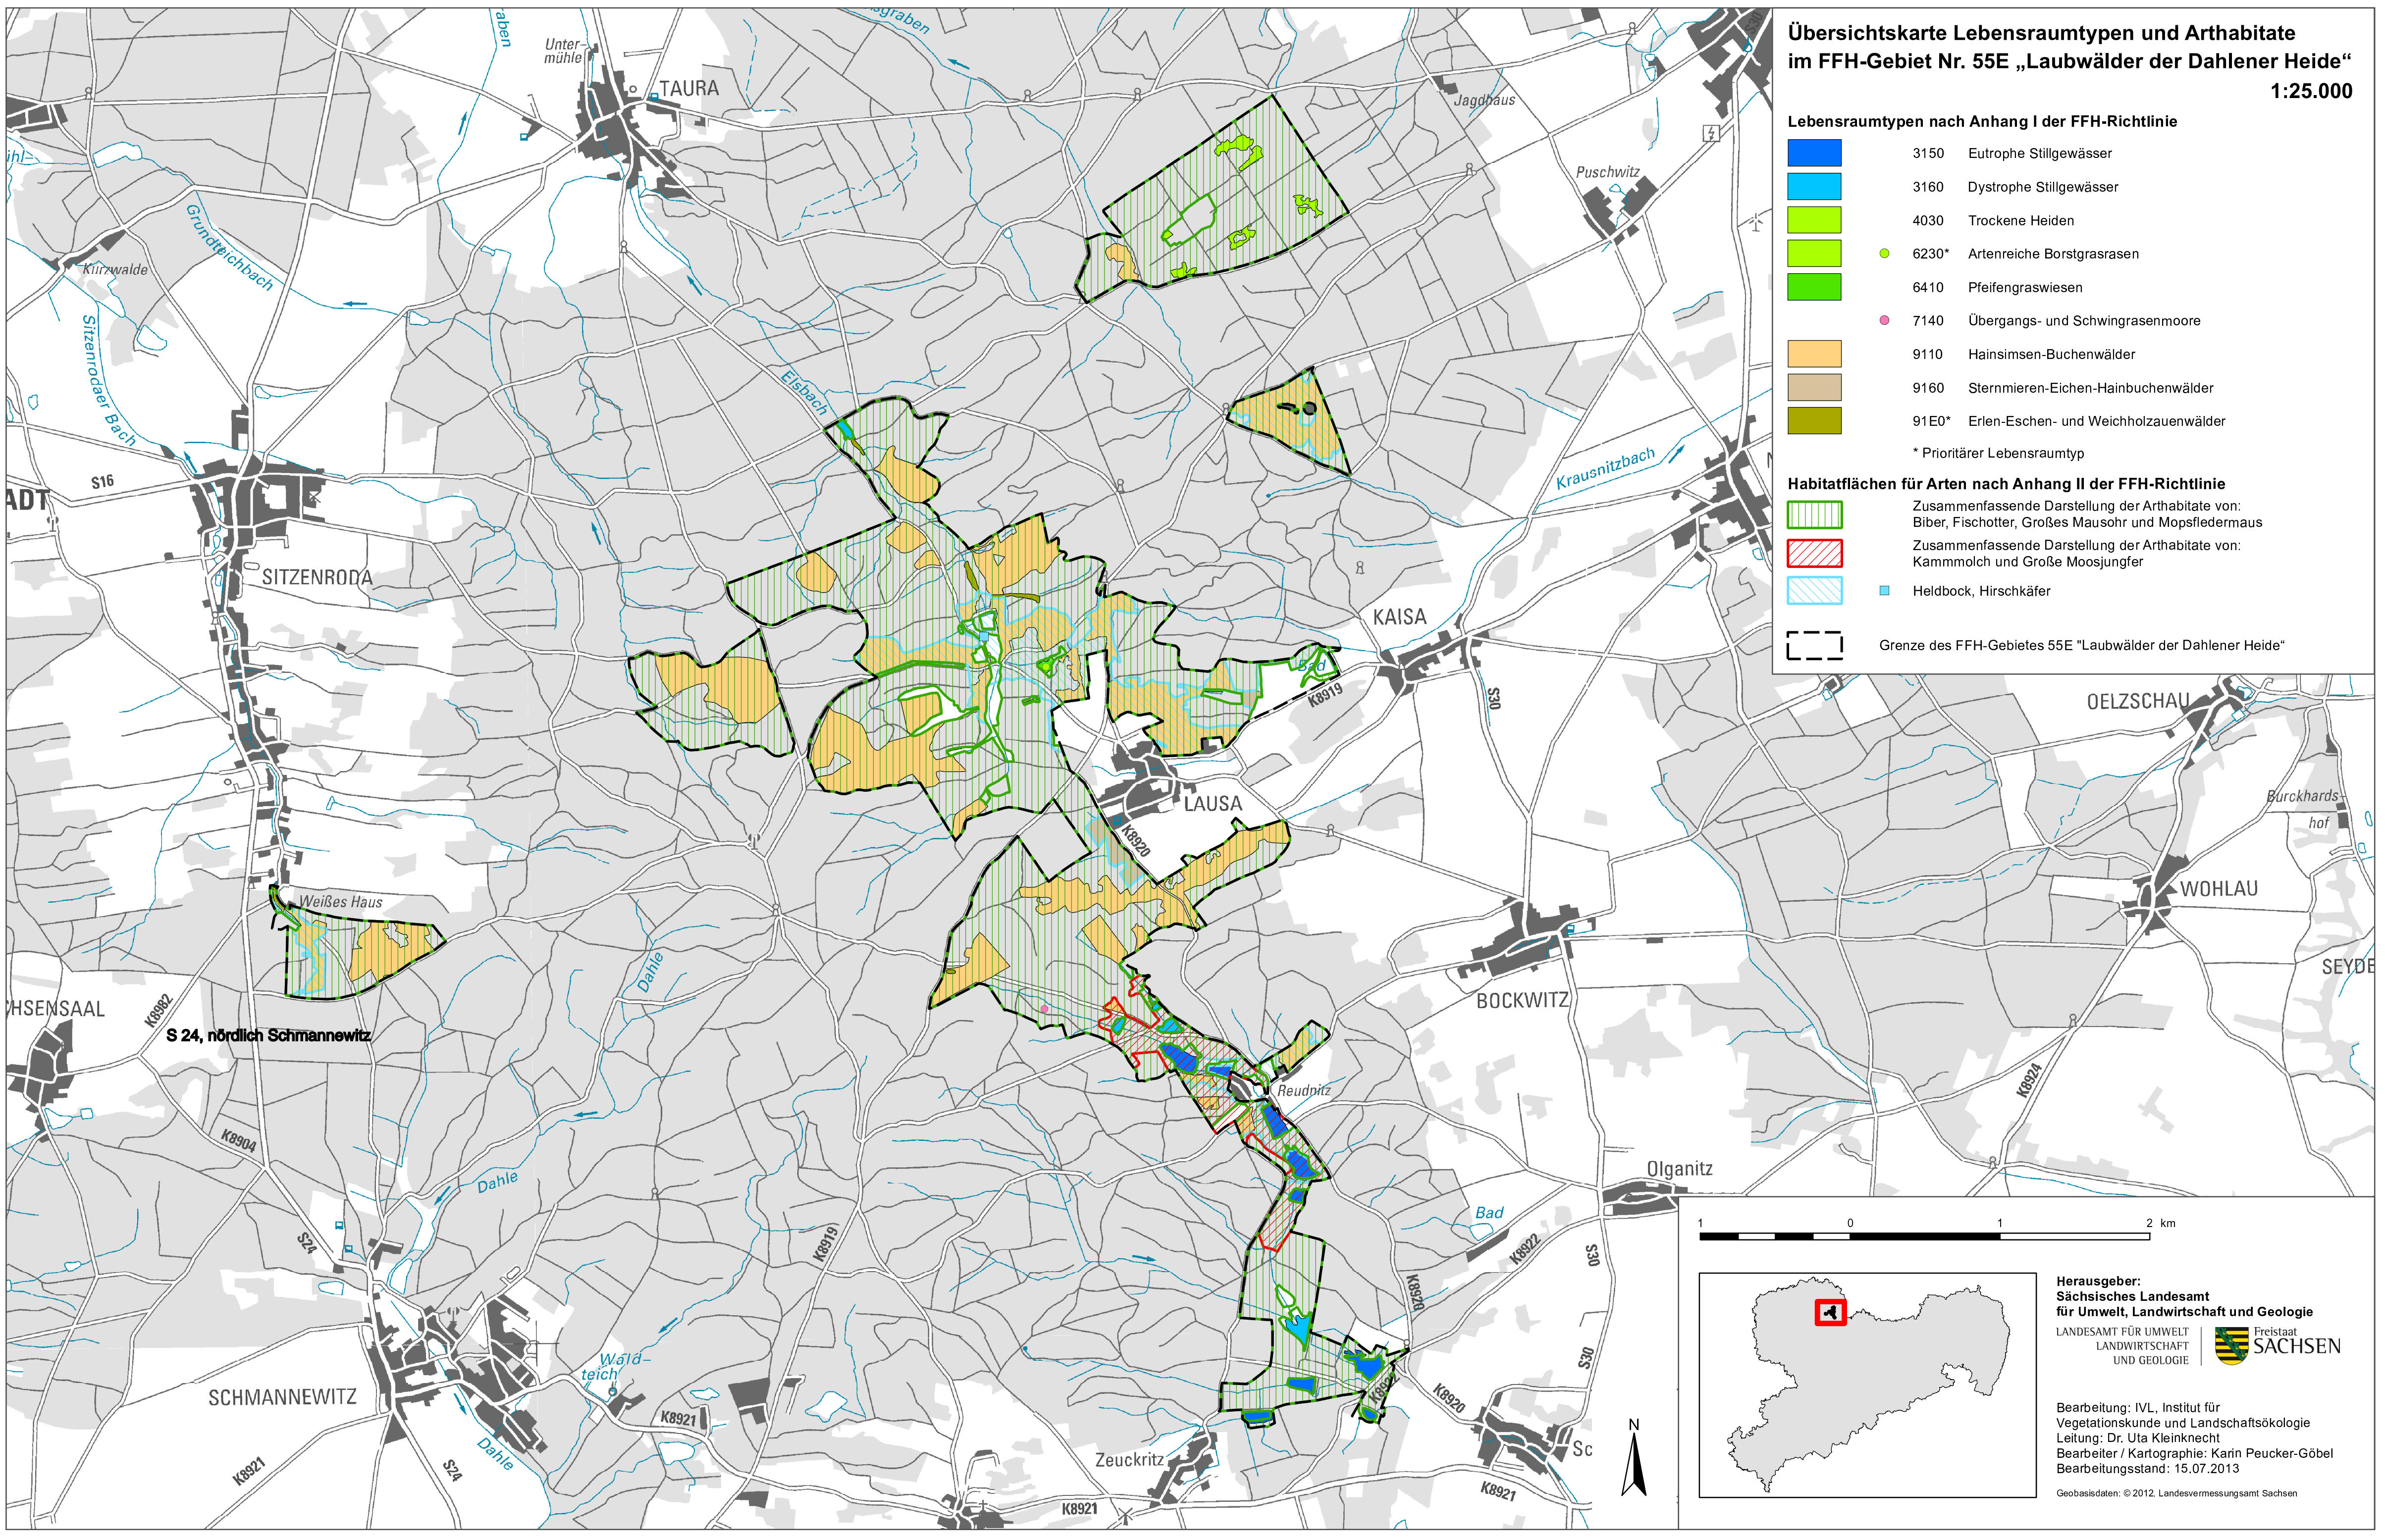 Übersichtskarte Lebensraumtypen und Arthabitate
im FFH-Gebiet Nr. 55E „Laubwälder der Dahlener Heide“
1:25.000
Lebensraumtypen nach Anhang I der FFH-Richtlinie
3150 Eutrophe Stillgewässer
3160 Dystrophe Stillgewässer
4030 Trockene Heiden
6230* Artenreiche Borstgrasrasen
6410 Pfeifengraswiesen
7140 Übergangs- und Schwingrasenmoore
9110 Hainsimsen-Buchenwälder
9160 Sternmieren-Eichen-Hainbuchenwälder
91E0* Erlen-Eschen- und Weichholzauenwälder
* Prioritärer Lebensraumtyp
Habitatflächen für Arten nach Anhang II der FFH-Richtlinie
Zusammenfassende Darstellung der Arthabitate von:
Biber, Fischotter, Großes Mausohr und Mopsfledermaus
Zusammenfassende Darstellung der Arthabitate von:
Kammmolch und Große Moosjungfer
Heldbock, Hirschkäfer
Grenze des FFH-Gebietes 55E "Laubwälder der Dahlener Heide“
raben
sgraben
S30
Unter-
mühle
TAURA
Jagdhaus
Puschwitz
ühl-
Kürzwalde
Grundteichbach
Sitzenrodaer Bach
Elsbach
Krausnitzbach
S16
ADT
N
SITZENRODA
KAISA
Bad
K8919
S30
OELZSCHAU
LAUSA
K8920
Burckhards-
hof
WOHLAU
Weißes Haus
Dahle
SEYDE
BOCKWITZ
CHSENSAAL
K8982
S 24, nördlich Schmannewitz
Reudnitz
K8924
K8904
Dahle
Olganitz
Bad
K8922
S30
S24
K8919
K8920
Wald-
teich
SCHMANNEWITZ
K8921
K8922
K8920
S30
Sc
Zeuckritz
Dahle
K8921
S24
K8921
K8921
N
1 0 1 2 km
Herausgeber:
Sächsisches Landesamt
für Umwelt, Landwirtschaft und Geologie
LANDESAMT FÜR UMWELT
LANDWIRTSCHAFT
UND GEOLOGIE
Freistaat
SACHSEN
Bearbeitung: IVL, Institut für
Vegetationskunde und Landschaftsökologie
Leitung: Dr. Uta Kleinknecht
Bearbeiter / Kartographie: Karin Peucker-Göbel
Bearbeitungsstand: 15.07.2013
Geobasisdaten: © 2012, Landesvermessungsamt Sachsen